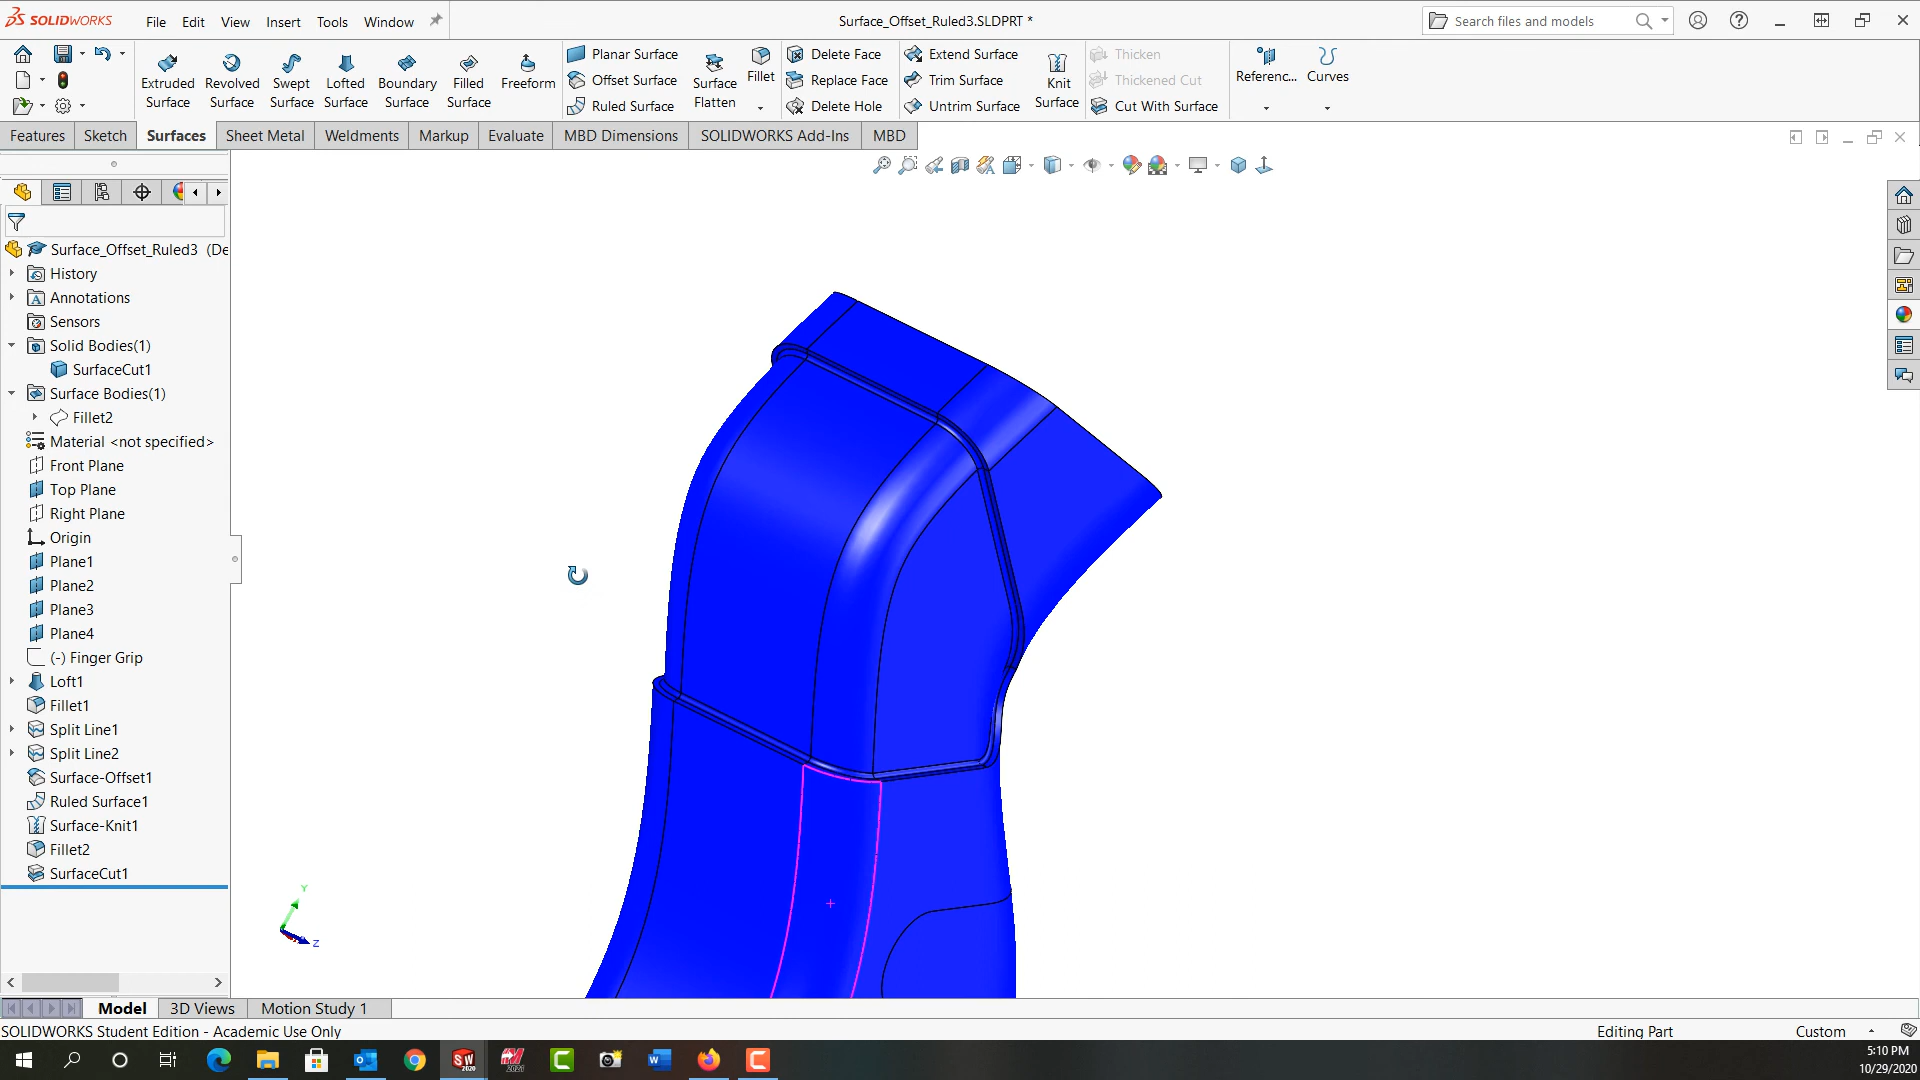 SOLIDWORKS File Edit View Insert Tools Window Surface_Offset_Ruled3.SLDPRT * Search files and models
Extruded Surface
Revolved Surface
Swept Surface
Lofted Surface
Boundary Surface
Filled Surface
Freeform
Planar Surface
Offset Surface
Ruled Surface
Surface Flatten
Fillet
Delete Face
Replace Face
Delete Hole
Extend Surface
Trim Surface
Untrim Surface
Knit Surface
Thicken
Thickened Cut
Cut With Surface
Referenc...
Curves
Features Sketch Surfaces Sheet Metal Weldments Markup Evaluate MBD Dimensions SOLIDWORKS Add-Ins MBD
Surface_Offset_Ruled3 (De
History
Annotations
Sensors
Solid Bodies(1)
SurfaceCut1
Surface Bodies(1)
Fillet2
Material <not specified>
Front Plane
Top Plane
Right Plane
Origin
Plane1
Plane2
Plane3
Plane4
(-) Finger Grip
Loft1
Fillet1
Split Line1
Split Line2
Surface-Offset1
Ruled Surface1
Surface-Knit1
Fillet2
SurfaceCut1
Y
Z
Model 3D Views Motion Study 1
SOLIDWORKS Student Edition - Academic Use Only Editing Part Custom
SW 2020
2021
5:10 PM
10/29/2020